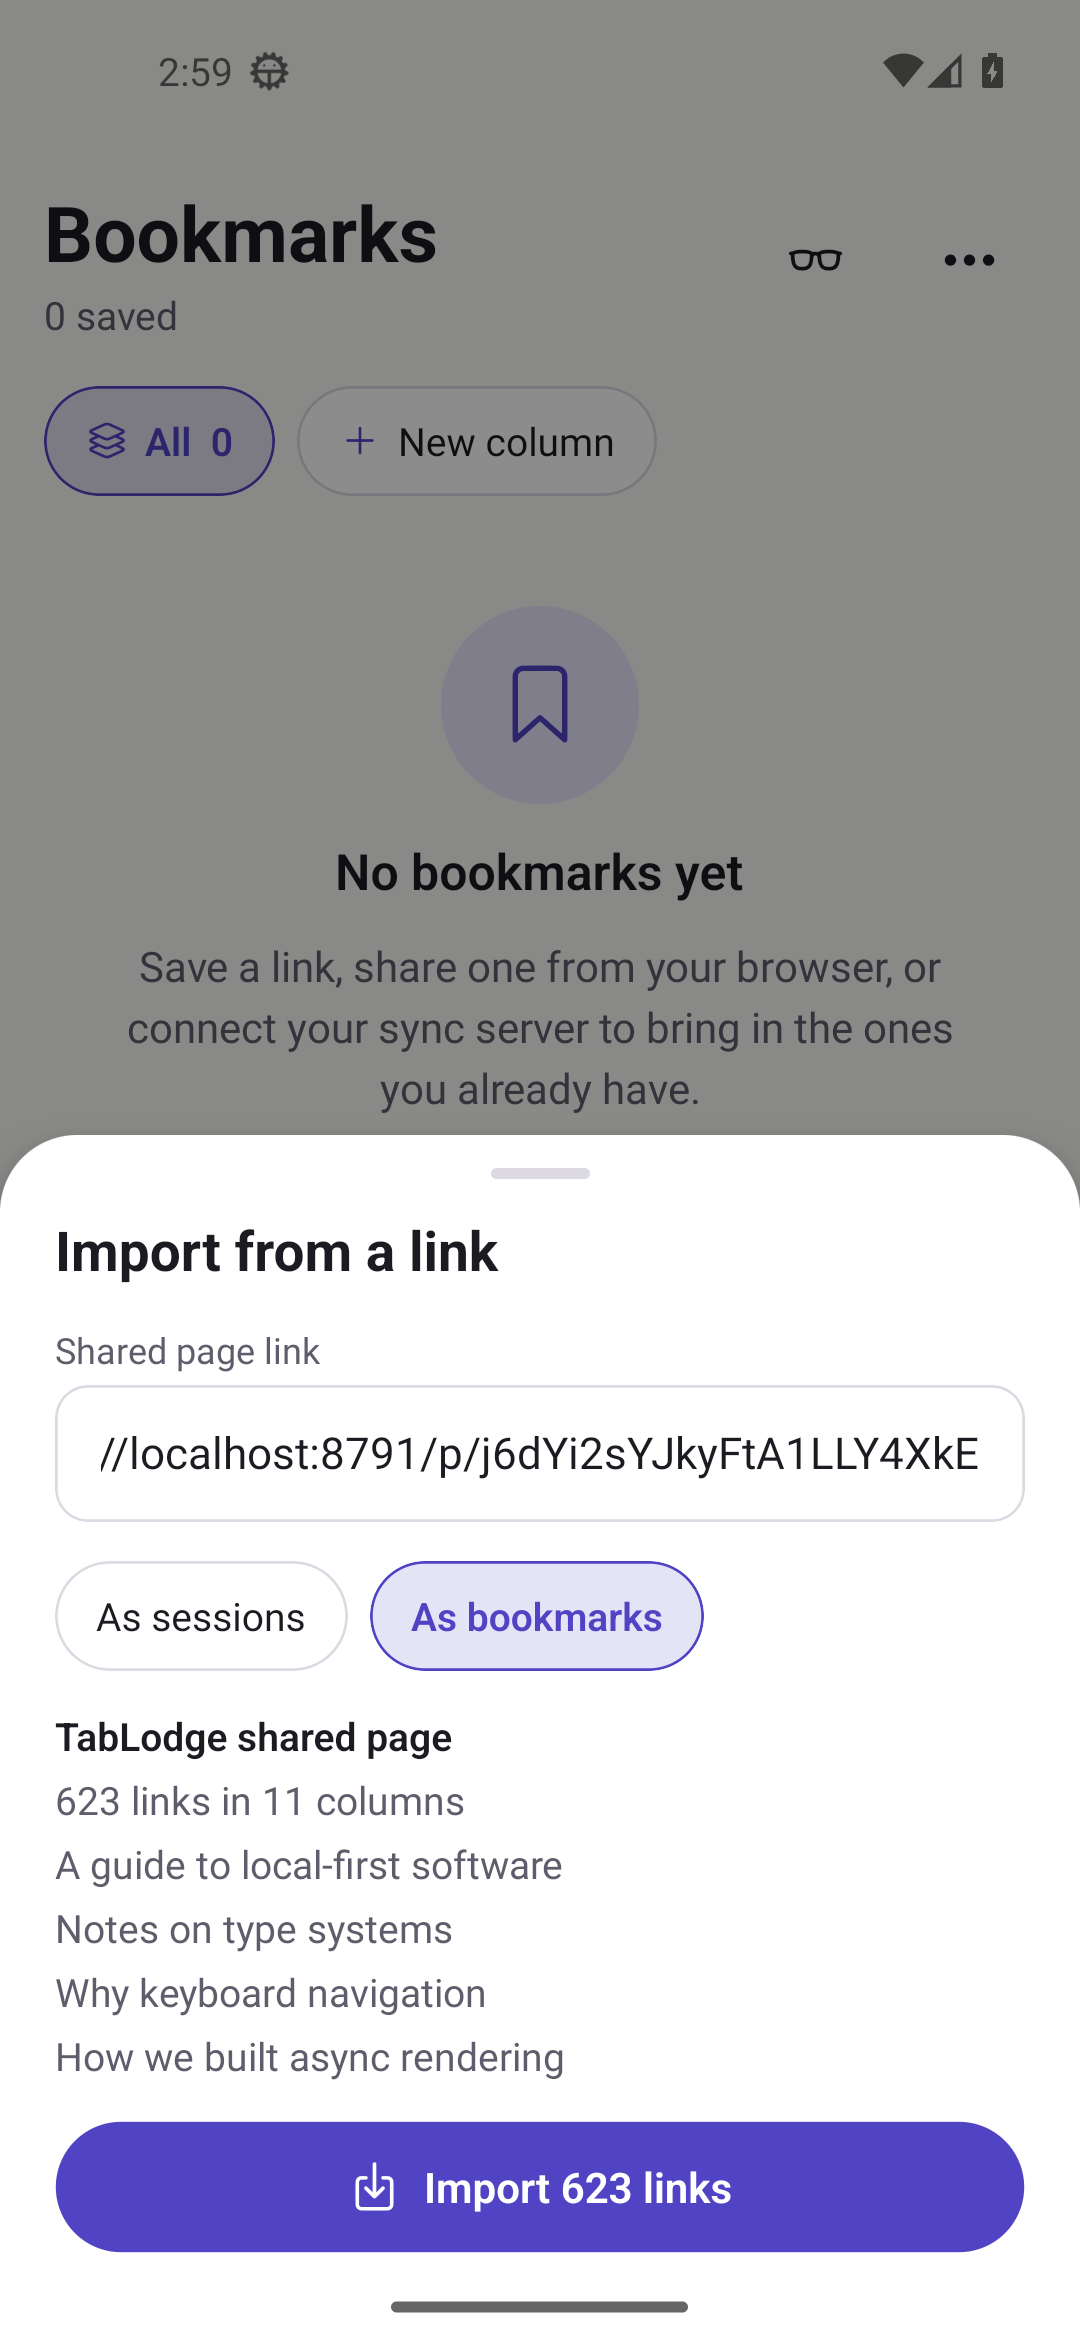 2:59
Bookmarks
0 saved
All 0
New column
No bookmarks yet
Save a link, share one from your browser, or
connect your sync server to bring in the ones
you already have.
Import from a link
Shared page link
//localhost:8791/p/j6dYi2sYJkyFtA1LLY4XkE
As sessions
As bookmarks
TabLodge shared page
623 links in 11 columns
A guide to local-first software
Notes on type systems
Why keyboard navigation
How we built async rendering
Import 623 links